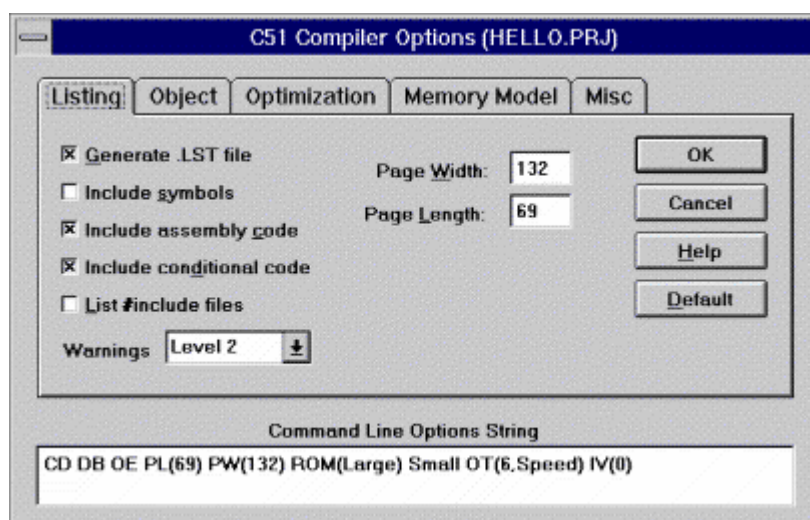 C51 Compiler Options (HELLO.PRJ)
Listing Object Optimization Memory Model Misc
Generate .LST file
Include symbols
Include assembly code
Include conditional code
List #include files
Warnings Level 2
Page Width: 132
Page Length: 69
OK
Cancel
Help
Default
Command Line Options String
CD DB OE PL(69) PW(132) ROM(Large) Small OT(6,Speed) IV(0)